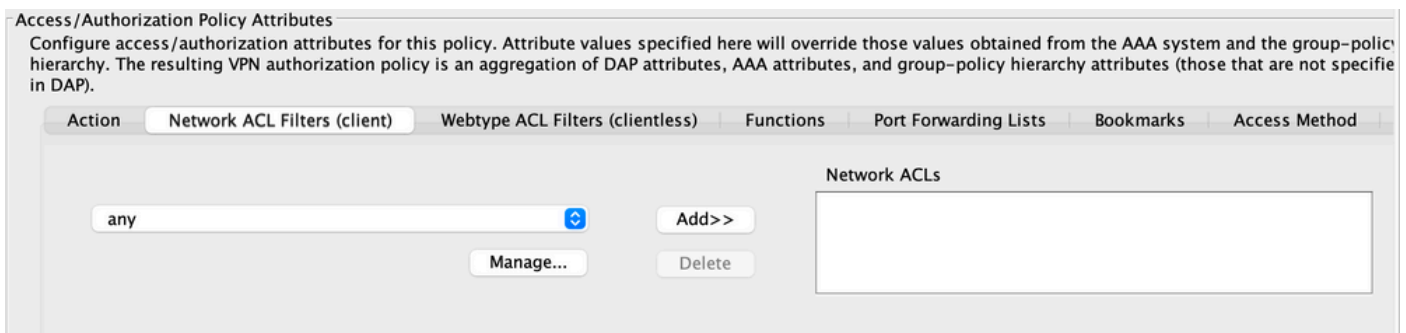 Access/Authorization Policy Attributes
Configure access/authorization attributes for this policy. Attribute values specified here will override those values obtained from the AAA system and the group-policy
hierarchy. The resulting VPN authorization policy is an aggregation of DAP attributes, AAA attributes, and group-policy hierarchy attributes (those that are not specifie
in DAP).
Action Network ACL Filters (client) Webtype ACL Filters (clientless) Functions Port Forwarding Lists Bookmarks Access Method
Network ACLs
any Add>>
Manage... Delete